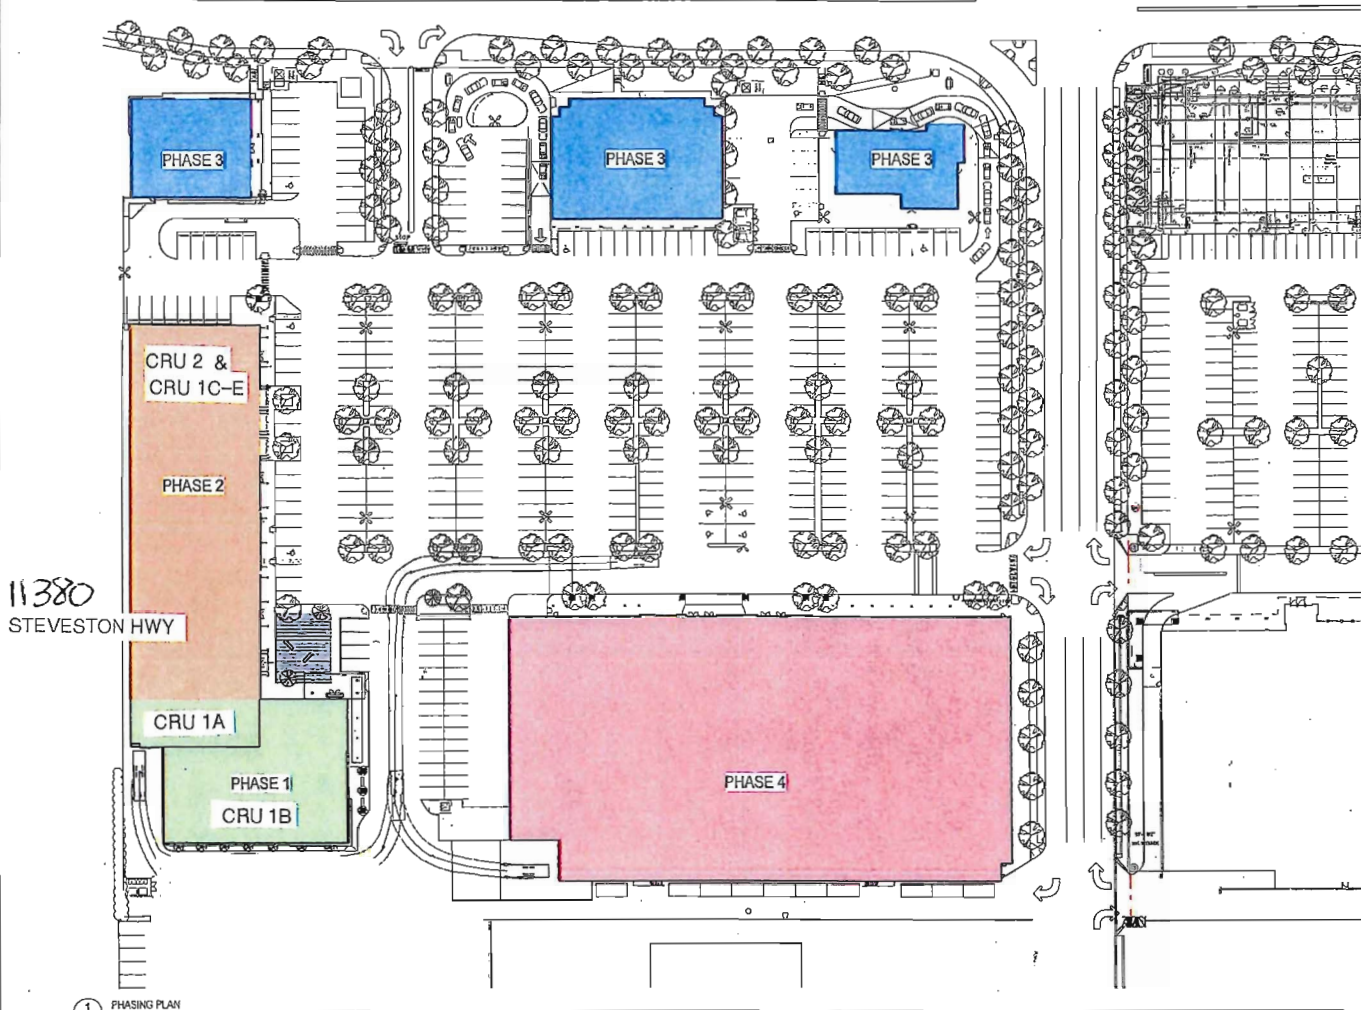 PHASE 3
PHASE 3
PHASE 3
CRU 2 &
CRU 1C–E
PHASE 2
11380
STEVESTON HWY
CRU 1A
PHASE 1
CRU 1B
PHASE 4
1
PHASING PLAN